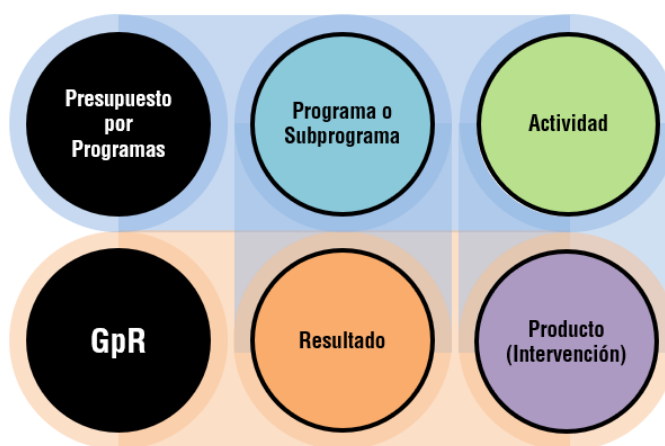 Presupuesto
por
Programas
Programa o
Subprograma
Actividad
GpR
Resultado
Producto
(Intervención)